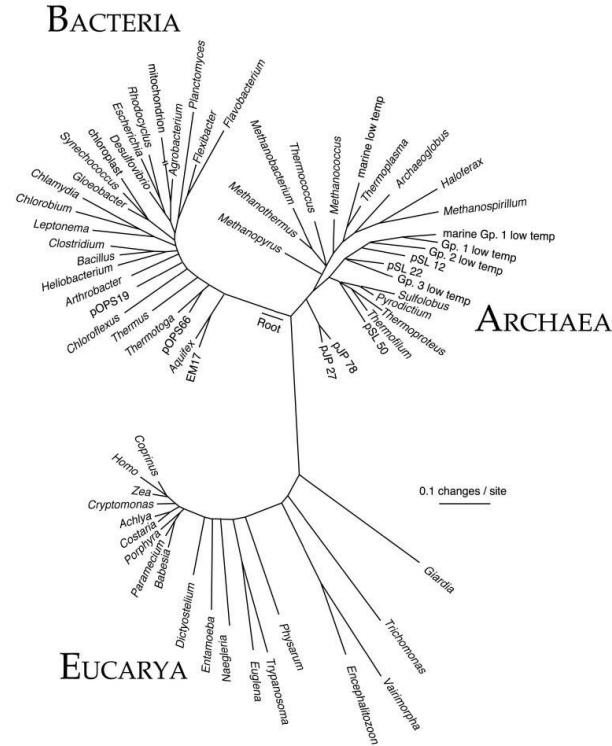 BACTERIA
Flavobacterium
Flexibacter
Planctomyces
Agrobacterium
mitochondrion
Rhodocyclus
Escherichia
Desulfovibrio
chloroplast
Synechococcus
Gloeobacter
Chlamydia
Chlorobium
Leptonema
Clostridium
Bacillus
Heliobacterium
Arthrobacter
pOPS19
Chloroflexus
Thermus
Thermotoga
pOPS66
Aquifex
EM17
Root
Methanopyrus
Methanothermus
Methanobacterium
Thermococcus
Methanococcus
marine low temp
Thermoplasma
Archaeoglobus
Haloferax
Methanospirillum
marine Gp. 1 low temp
Gp. 1 low temp
Gp. 2 low temp
pSL 12
pSL 22
Gp. 3 low temp
Sulfolobus
Pyrodictium
Thermoproteus
Thermofilum
pSL 50
pJP 78
pJP 27
ARCHAEA
0.1 changes / site
Coprinus
Homo
Zea
Cryptomonas
Achlya
Costaria
Porphyra
Paramecium
Babesia
Dictyostelium
Entamoeba
Naegleria
Euglena
Trypanosoma
Physarum
Encephalitozoon
Vairimorpha
Trichomonas
Giardia
EUCARYA